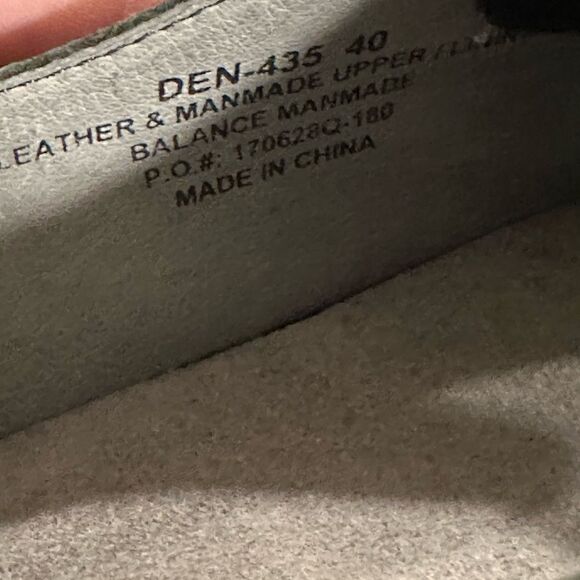 DEN-435 40
LEATHER & MANMADE UPPER
BALANCE MANMADE
P.O.#: 170628Q-180
MADE IN CHINA